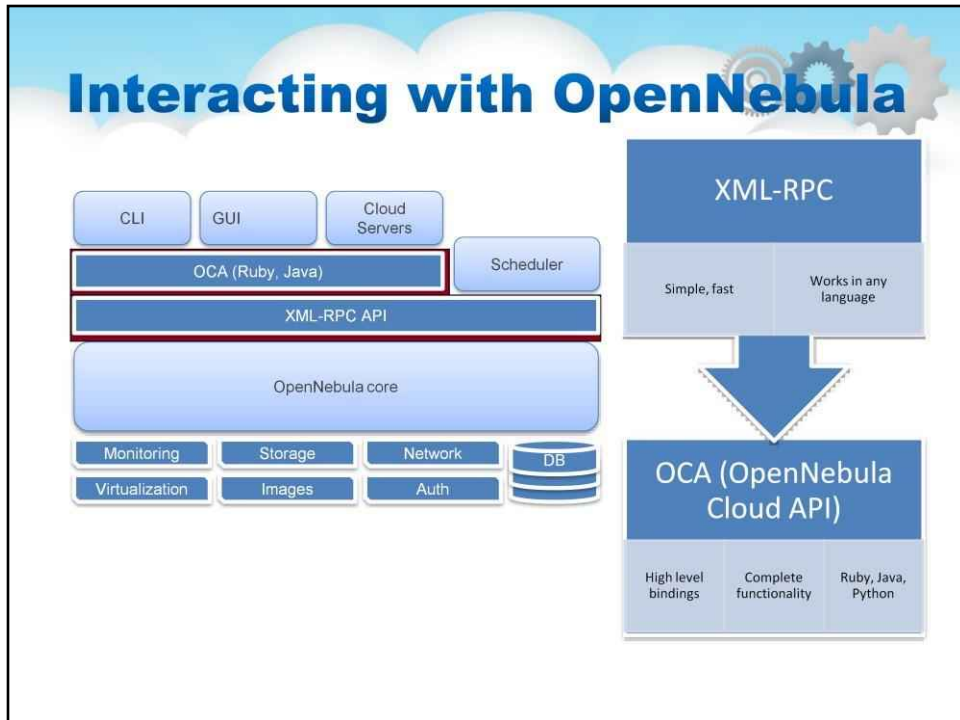 Interacting with OpenNebula
CLI
GUI
Cloud
Servers
OCA (Ruby, Java)
Scheduler
XML-RPC API
OpenNebula core
Monitoring
Storage
Network
DB
Virtualization
Images
Auth
XML-RPC
Simple, fast
Works in any
language
OCA (OpenNebula
Cloud API)
High level
bindings
Complete
functionality
Ruby, Java,
Python